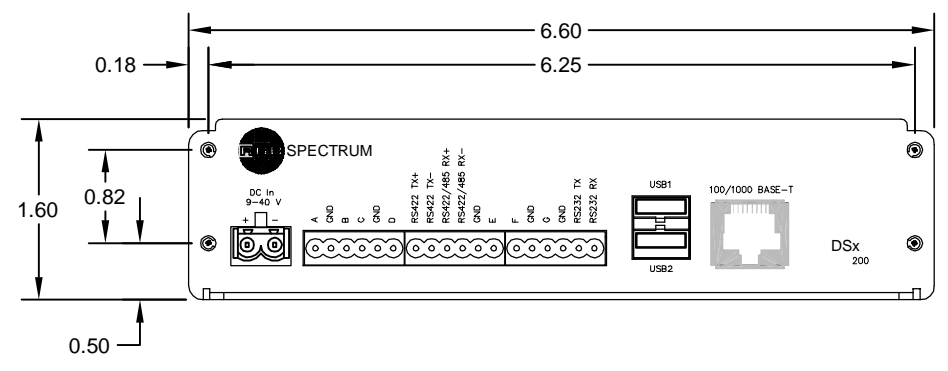 6.60
0.18
6.25
1.60
0.82
0.50
SPECTRUM
DC In
9-40 V
+ -
A
GND
B
C
GND
D
RS422 TX+
RS422 TX-
RS422/485 RX+
RS422/485 RX-
GND
E
F
GND
G
GND
RS232 TX
RS232 RX
USB1
USB2
100/1000 BASE-T
DSx
200